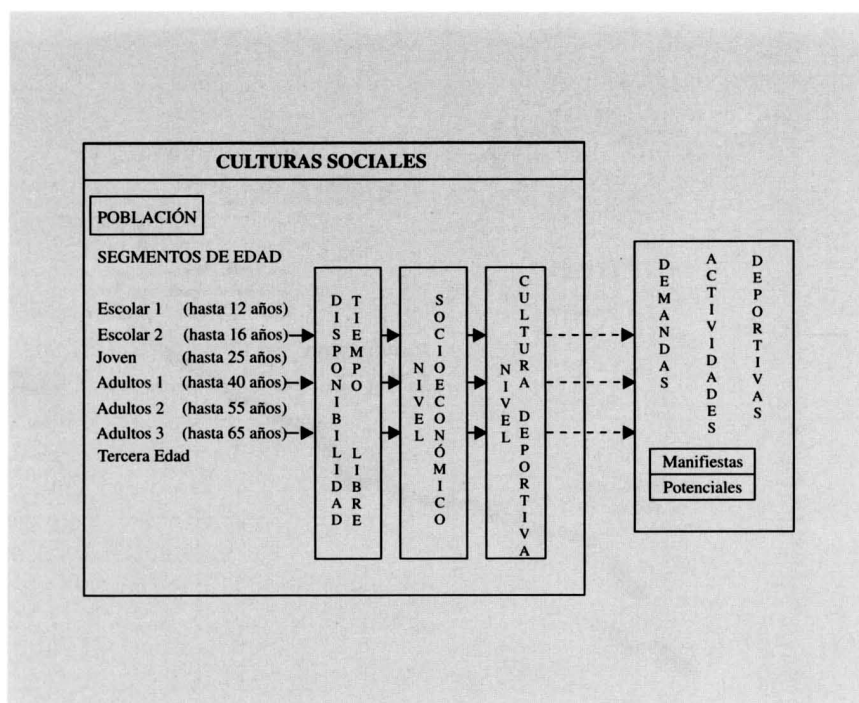 CULTURAS SOCIALES
POBLACIÓN
SEGMENTOS DE EDAD
Escolar 1 (hasta 12 años)
Escolar 2 (hasta 16 años)
Joven (hasta 25 años)
Adultos 1 (hasta 40 años)
Adultos 2 (hasta 55 años)
Adultos 3 (hasta 65 años)
Tercera Edad
DISPONIBILIDAD
TIEMPO LIBRE
NIVEL
SOCIOECONÓMICO
NIVEL
CULTURA DEPORTIVA
DEMANDAS
ACTIVIDADES
DEPORTIVAS
Manifiestas
Potenciales